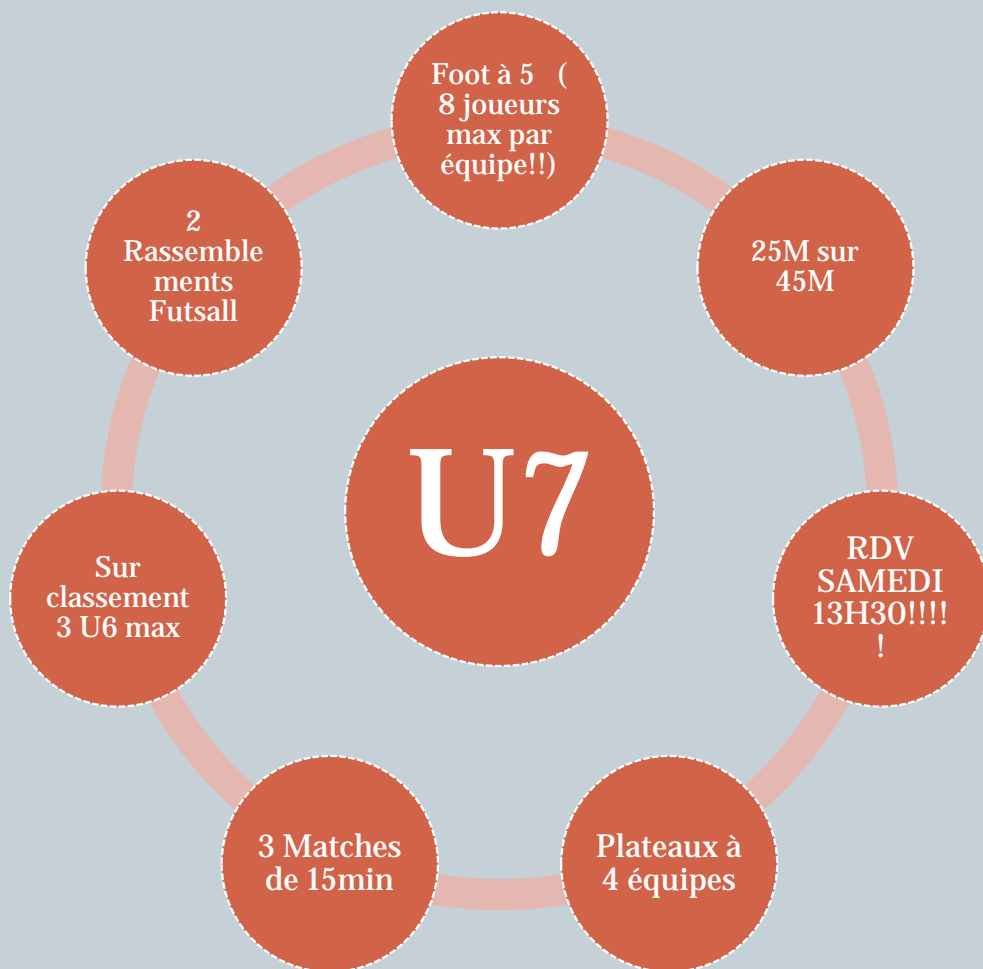 Foot à 5 (
8 joueurs
max par
équipe!!)
25M sur
45M
RDV
SAMEDI
13H30!!!!
!
Plateaux à
4 équipes
3 Matches
de 15min
Sur
classement
3 U6 max
2
Rassemble
ments
Futsall
U7